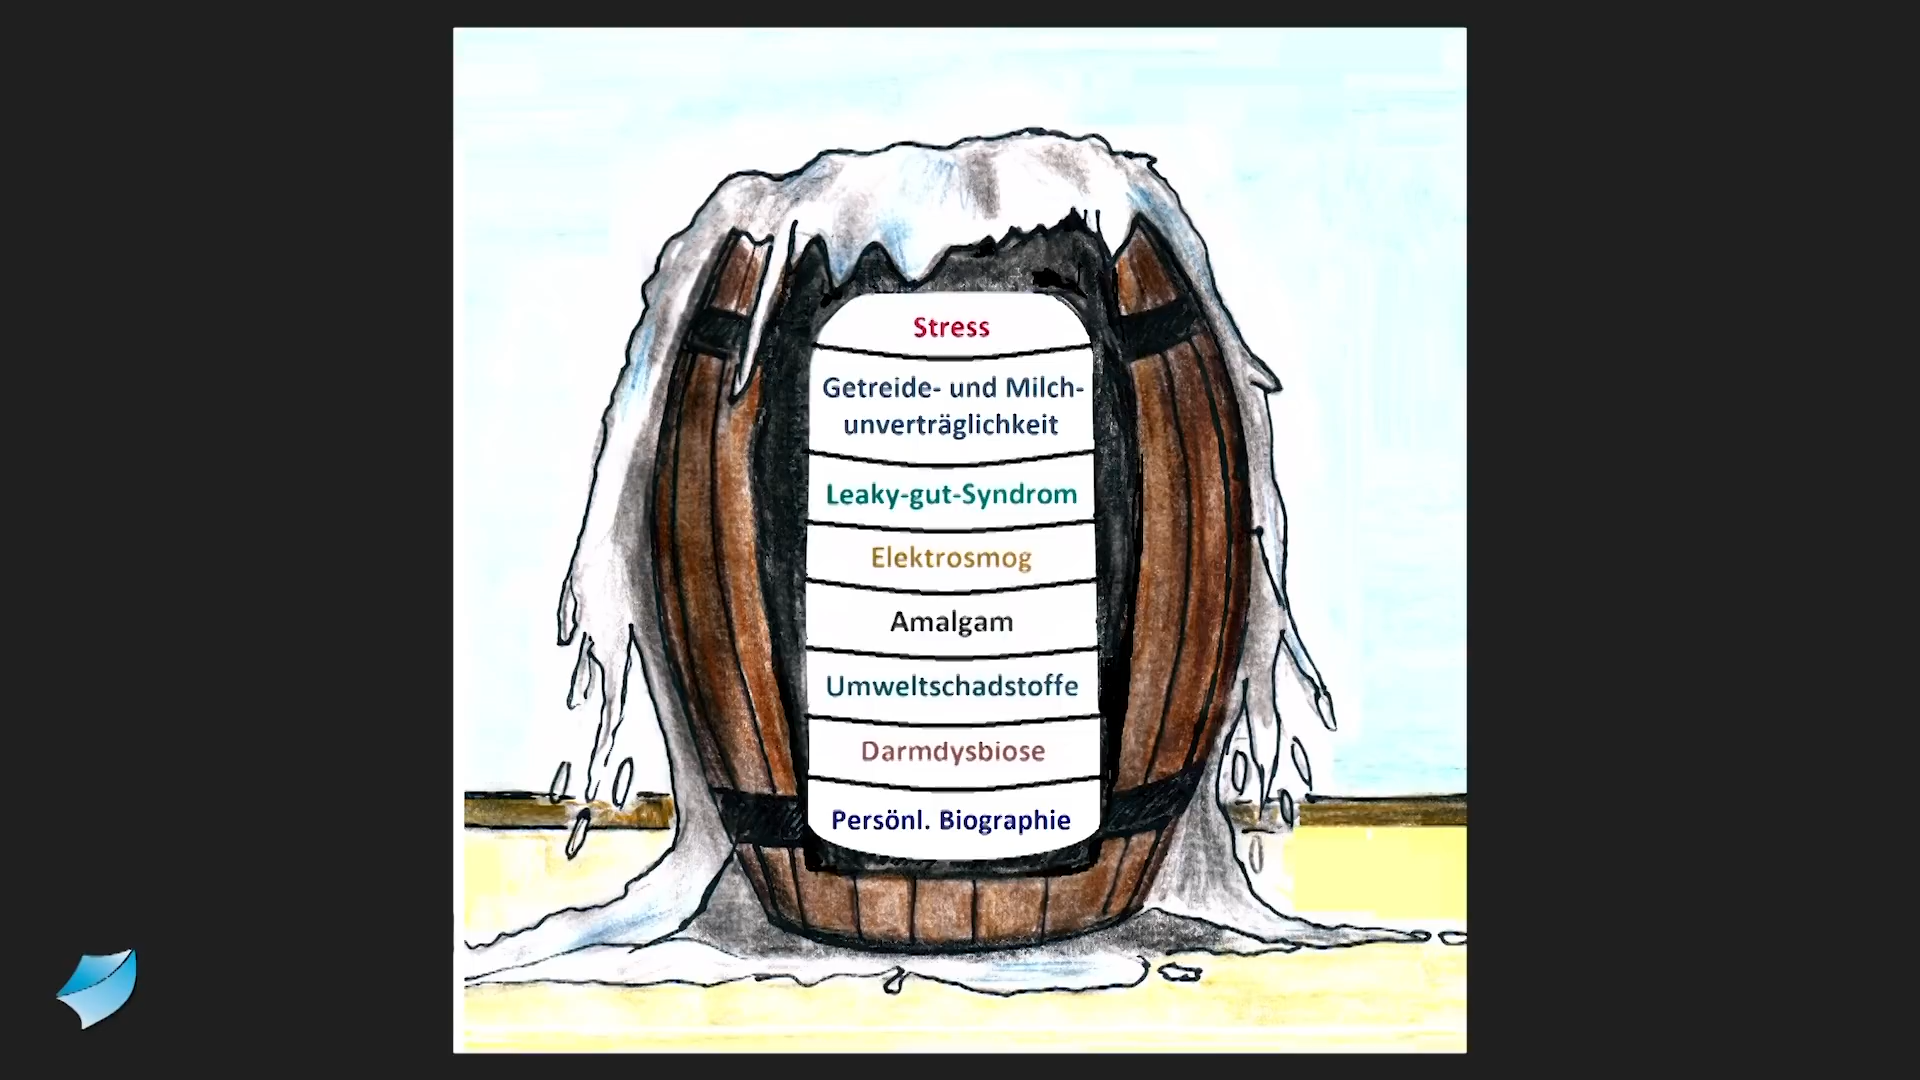 Stress
Getreide- und Milch-
unverträglichkeit
Leaky-gut-Syndrom
Elektrosmog
Amalgam
Umweltschadstoffe
Darmdysbiose
Persönl. Biographie